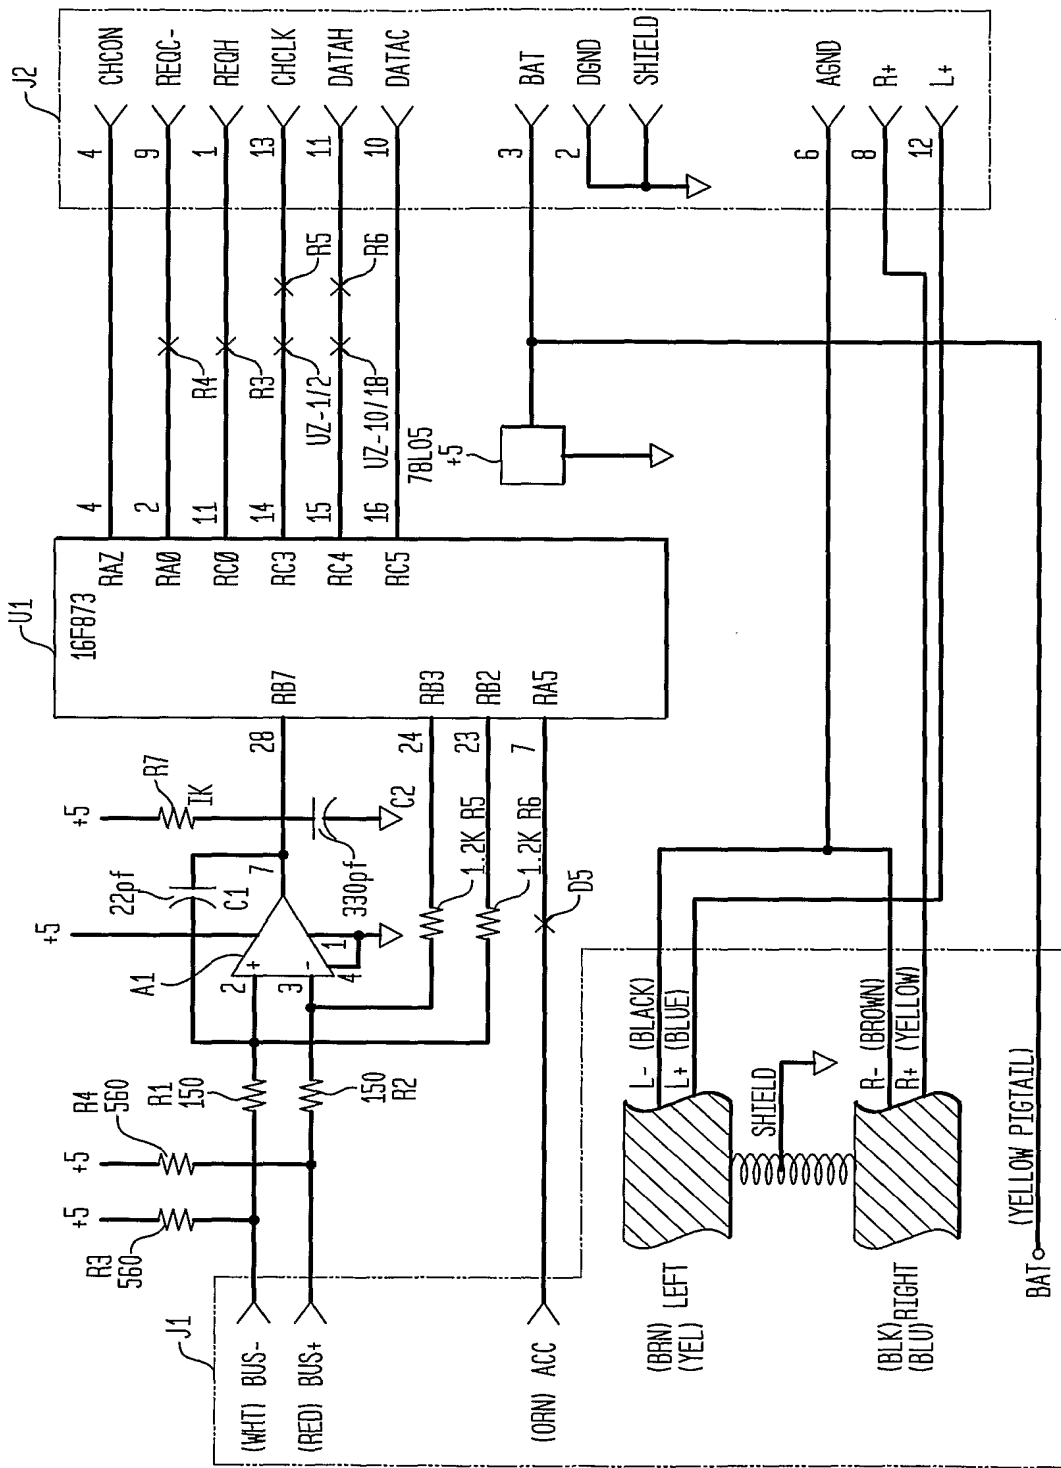 J1
(WHT) BUS-
(RED) BUS+
(ORN) ACC
(BRN) LEFT
(YEL)
(BLK) RIGHT
(BLU)
BAT
(YELLOW PIGTAIL)
R3
560
+5
R4
560
+5
R1
150
150
R2
SHIELD
L- (BLACK)
L+ (BLUE)
R- (BROWN)
R+ (YELLOW)
A1
+5
2
+
3
-
4
1
7
22pf
C1
330pf
C2
+5
R7
1K
1.2K R5
1.2K R6
D5
28
24
23
7
U1
16F873
RB7
RB3
RB2
RA5
RAZ
RAØ
RCØ
RC3
RC4
RC5
4
2
11
14
15
16
R4
R3
UZ-1/2
UZ-10/18
R5
R6
78L05
+5
J2
4
9
1
13
11
10
3
2
6
8
12
CHCON
REQC-
REQH
CHCLK
DATAH
DATAC
BAT
DGND
SHIELD
AGND
R+
L+